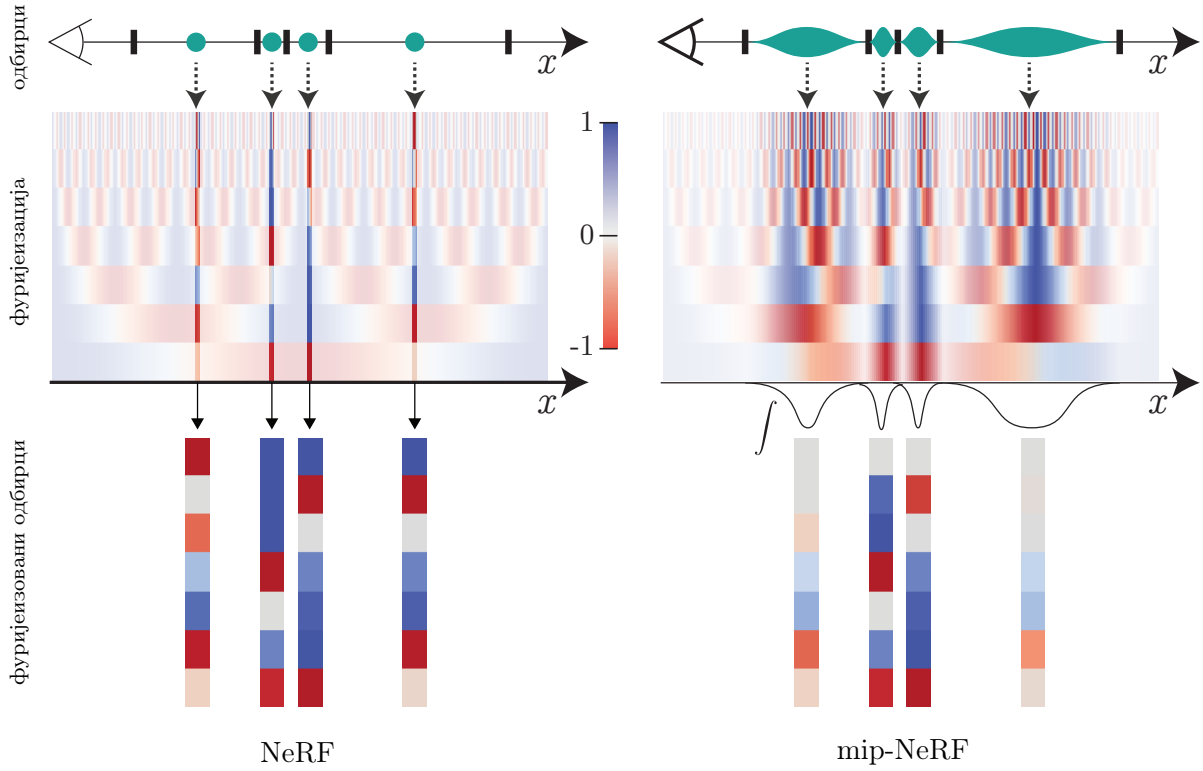 одбирци
x
x
фуријеизација
1
0
-1
x
x
∫
фуријеизовани одбирци
NeRF
mip-NeRF